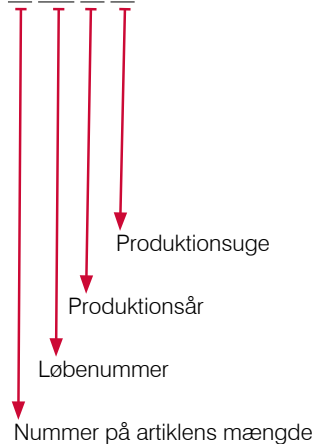 Produktionsuge
Produktionsår
Løbenummer
Nummer på artiklens mængde